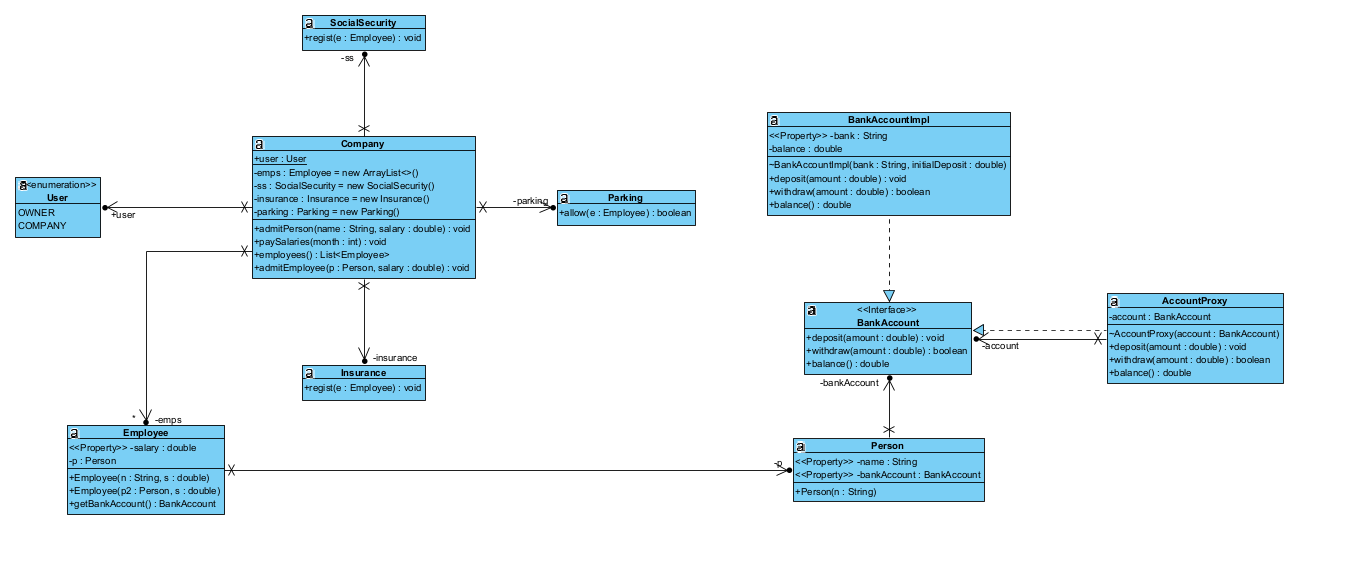 SocialSecurity
+regist(e : Employee) : void
-ss
Company
+user : User
-emps : Employee = new ArrayList<>()
-ss : SocialSecurity = new SocialSecurity()
-insurance : Insurance = new Insurance()
-parking : Parking = new Parking()
+admitPerson(name : String, salary : double) : void
+paySalaries(month : int) : void
+employees() : List<Employee>
+admitEmployee(p : Person, salary : double) : void
<<enumeration>>
User
OWNER
COMPANY
+user
-parking
Parking
+allow(e : Employee) : boolean
-insurance
Insurance
+regist(e : Employee) : void
*
-emps
Employee
<<Property>> -salary : double
-p : Person
+Employee(n : String, s : double)
+Employee(p2 : Person, s : double)
+getBankAccount() : BankAccount
-p
BankAccountImpl
<<Property>> -bank : String
-balance : double
~BankAccountImpl(bank : String, initialDeposit : double)
+deposit(amount : double) : void
+withdraw(amount : double) : boolean
+balance() : double
<<Interface>>
BankAccount
+deposit(amount : double) : void
+withdraw(amount : double) : boolean
+balance() : double
-account
AccountProxy
-account : BankAccount
~AccountProxy(account : BankAccount)
+deposit(amount : double) : void
+withdraw(amount : double) : boolean
+balance() : double
-bankAccount
Person
<<Property>> -name : String
<<Property>> -bankAccount : BankAccount
+Person(n : String)